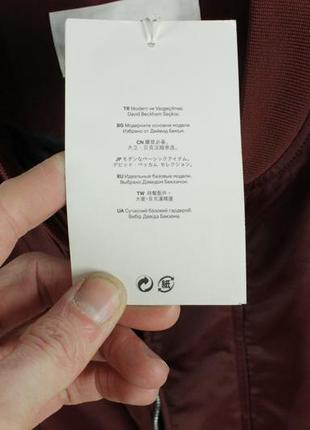 TR Modern ve Vazgeçilmez.
David Beckham Seçkisi.
BG Модерните основни модели.
Избрано от Дейвид Бекъм.
CN 摩登必备。
大卫·贝克汉姆亲选。
JP モダンなベーシックアイテム。
デビッド・ベッカム セレクション。
EU Идеальные базовые модели.
Выбрано Дэвидом Бекхэмом.
TW 時髦配件。
大衛·貝克漢精選
UA Сучасний базовий гардероб.
Вибір Девіда Бекхема.
紙